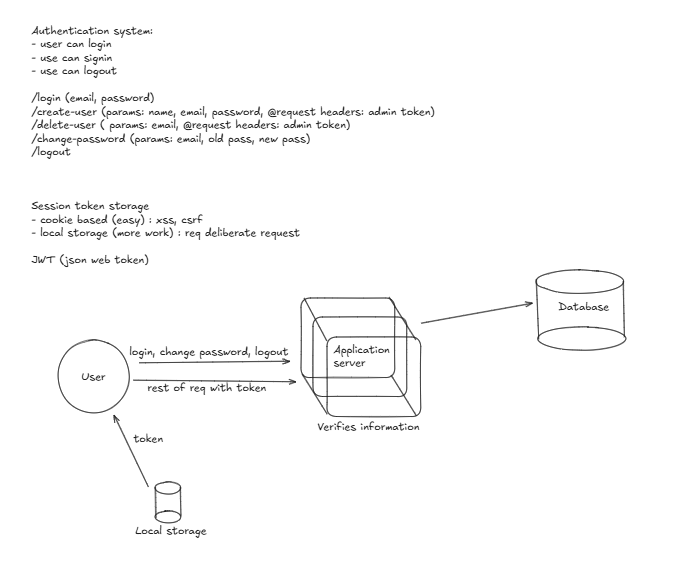 Authentication system:
- user can login
- use can signin
- use can logout
/login (email, password)
/create-user (params: name, email, password, @request headers: admin token)
/delete-user ( params: email, @request headers: admin token)
/change-password (params: email, old pass, new pass)
/logout
Session token storage
- cookie based (easy) : xss, csrf
- local storage (more work) : req deliberate request
JWT (json web token)
Database
login, change password, logout
Application
server
User
rest of req with token
Verifies information
token
Local storage